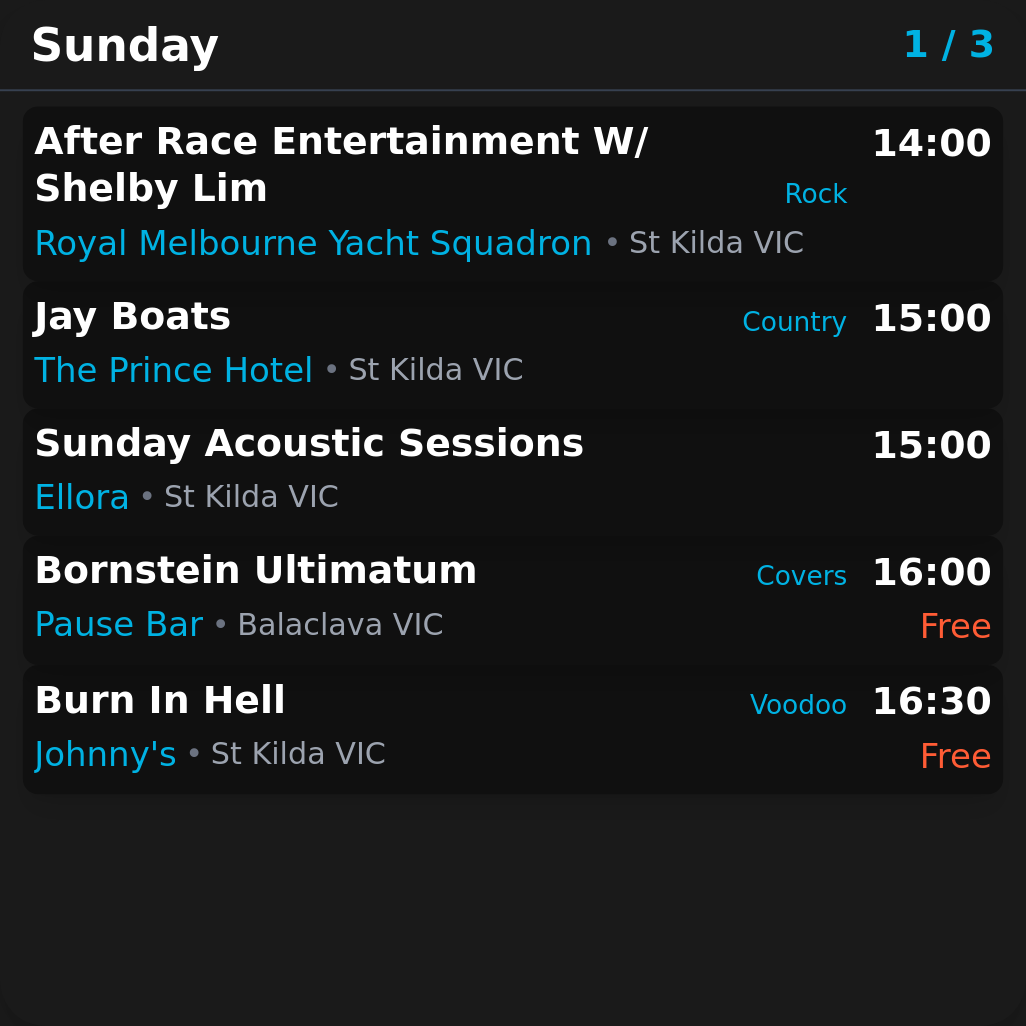 Sunday
1 / 3
After Race Entertainment W/
Shelby Lim
Rock
14:00
Royal Melbourne Yacht Squadron • St Kilda VIC
Jay Boats
Country
15:00
The Prince Hotel • St Kilda VIC
Sunday Acoustic Sessions
15:00
Ellora • St Kilda VIC
Bornstein Ultimatum
Covers
16:00
Pause Bar • Balaclava VIC
Free
Burn In Hell
Voodoo
16:30
Johnny's • St Kilda VIC
Free